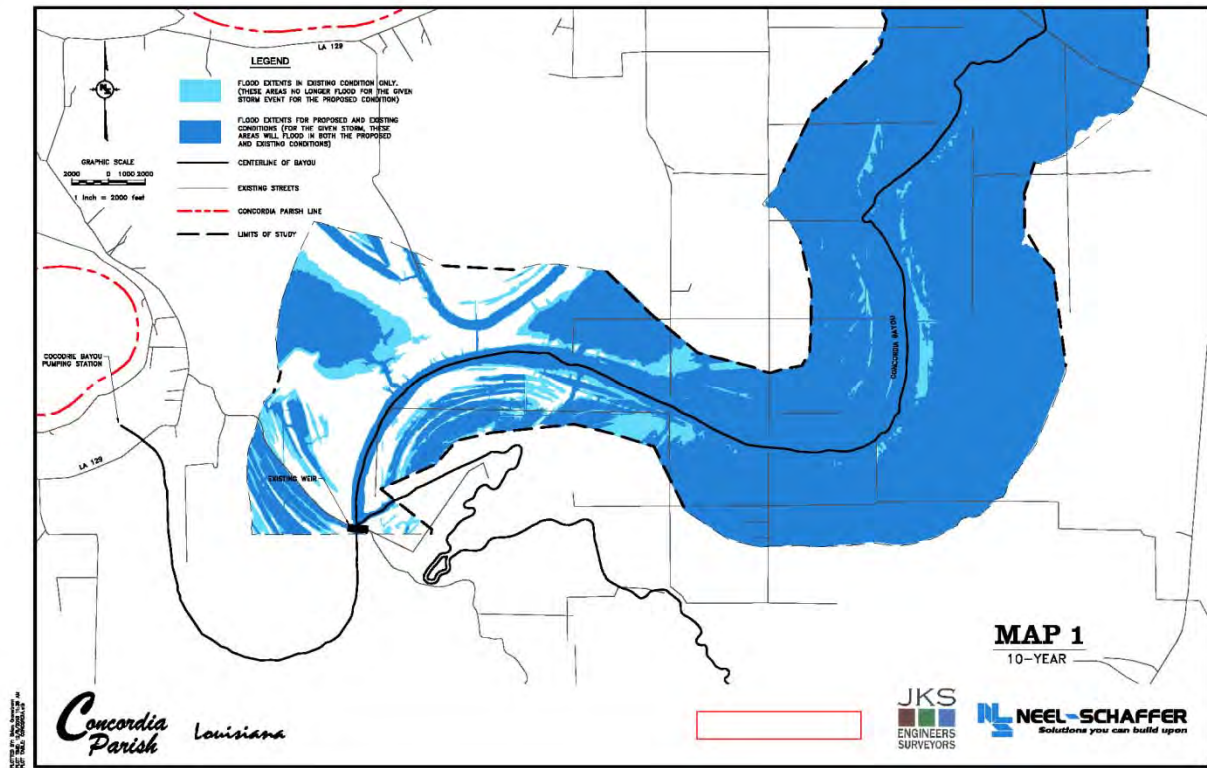 LA 129
LEGEND
FLOOD EXTENTS IN EXISTING CONDITION ONLY.
(THESE AREAS NO LONGER FLOOD FOR THE GIVEN
STORM EVENT FOR THE PROPOSED CONDITION)
FLOOD EXTENTS FOR PROPOSED AND EXISTING
CONDITIONS (FOR THE GIVEN STORM, THESE
AREAS WILL FLOOD IN BOTH THE PROPOSED
AND EXISTING CONDITIONS)
CENTERLINE OF BAYOU
EXISTING STREETS
CONCORDIA PARISH LINE
LIMITS OF STUDY
GRAPHIC SCALE
2000 0 1000 2000
1 inch = 2000 feet
COCODRIE BAYOU
PUMPING STATION
CONCORDIA BAYOU
LA 129
EXISTING WEIR
MAP 1
10-YEAR
Concordia
Parish
Louisiana
JKS
ENGINEERS
SURVEYORS
NEEL-SCHAFFER
Solutions you can build upon